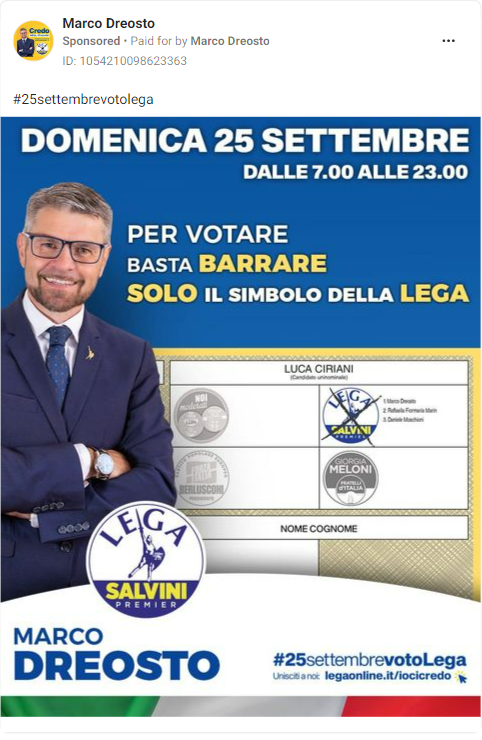 Marco Dreosto
Sponsored • Paid for by Marco Dreosto
ID: 1054210098623363
#25settembrevotolega
DOMENICA 25 SETTEMBRE
DALLE 7.00 ALLE 23.00
PER VOTARE
BASTA BARRARE
SOLO IL SIMBOLO DELLA LEGA
LUCA CIRIANI
(Candidato uninominale)
NOI
moderati
LEGA
SALVINI
PREMIER
1 Marco Dreosto
2. Raffaella Fiormaria Marin
3. Daniele Moschioni
BERLUSCONI
GIORGIA
MELONI
FRATELLI
d'ITALIA
NOME COGNOME
LEGA
SALVINI
PREMIER
MARCO
DREOSTO
#25settembrevotoLega
Unisciti a noi: legaonline.it/iocicredo